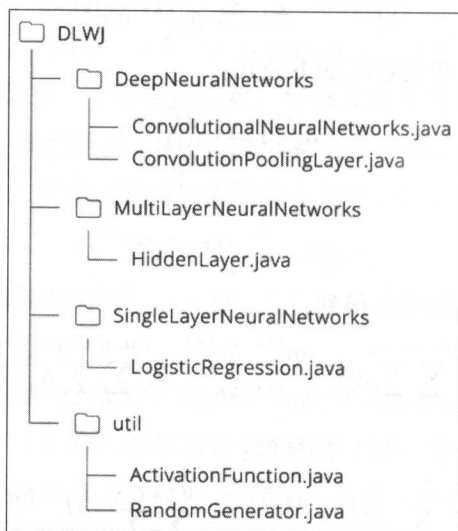 DLWJ
DeepNeuralNetworks
ConvolutionalNeuralNetworks.java
ConvolutionPoolingLayer.java
MultiLayerNeuralNetworks
HiddenLayer.java
SingleLayerNeuralNetworks
LogisticRegression.java
util
ActivationFunction.java
RandomGenerator.java